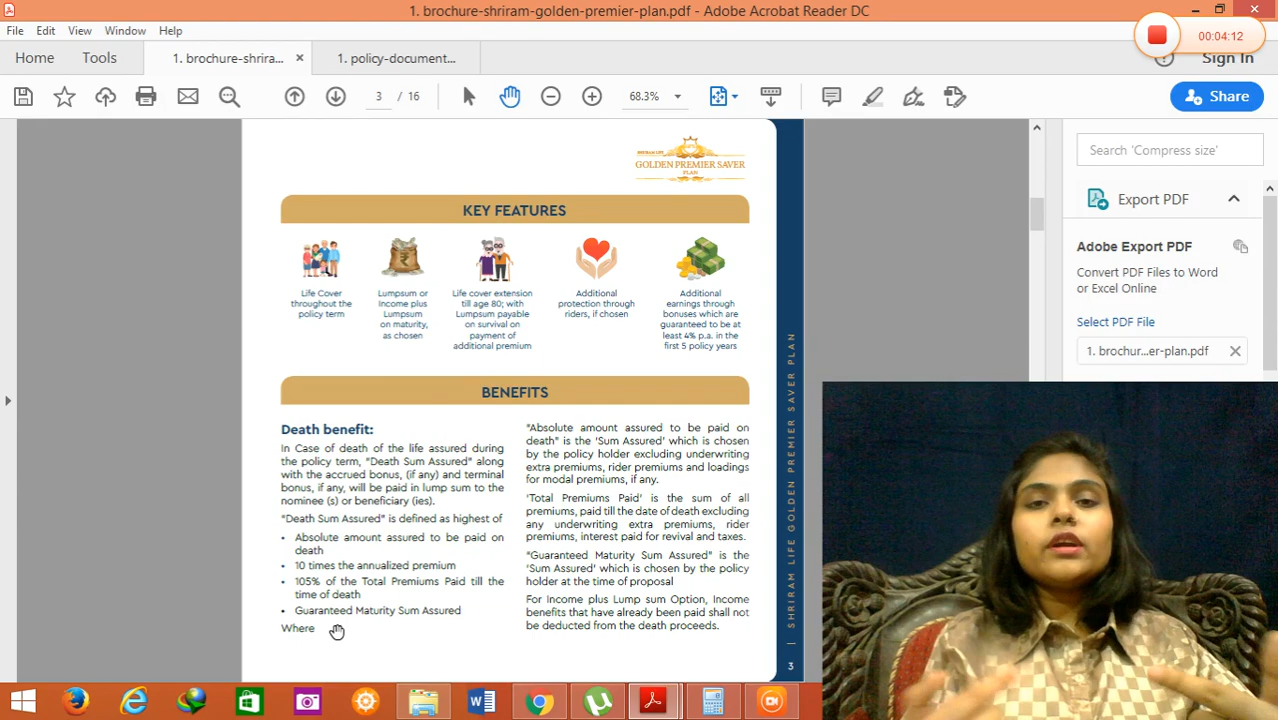 1. brochure-shriram-golden-premier-plan.pdf - Adobe Acrobat Reader DC
File Edit View Window Help
00:04:12
Home Tools 1. brochure-shrira... × 1. policy-document... Sign In
3 / 16 68.3% Share
SHRIRAM LIFE
GOLDEN PREMIER SAVER
PLAN
KEY FEATURES
Life Cover
throughout the
policy term
Lumpsum or
Income plus
Lumpsum
on maturity,
as chosen
Life cover extension
till age 80; with
Lumpsum payable
on survival on
payment of
additional premium
Additional
protection through
riders, if chosen
Additional
earnings through
bonuses which are
guaranteed to be at
least 4% p.a. in the
first 5 policy years
BENEFITS
Death benefit:
In Case of death of the life assured during
the policy term, “Death Sum Assured” along
with the accrued bonus, (if any) and terminal
bonus, if any, will be paid in lump sum to the
nominee (s) or beneficiary (ies).
“Death Sum Assured” is defined as highest of
• Absolute amount assured to be paid on
death
• 10 times the annualized premium
• 105% of the Total Premiums Paid till the
time of death
• Guaranteed Maturity Sum Assured
Where
“Absolute amount assured to be paid on
death” is the ‘Sum Assured’ which is chosen
by the policy holder excluding underwriting
extra premiums, rider premiums and loadings
for modal premiums, if any.
‘Total Premiums Paid’ is the sum of all
premiums, paid till the date of death excluding
any underwriting extra premiums, rider
premiums, interest paid for revival and taxes.
“Guaranteed Maturity Sum Assured” is the
‘Sum Assured’ which is chosen by the policy
holder at the time of proposal
For Income plus Lump sum Option, Income
benefits that have already been paid shall not
be deducted from the death proceeds.
| SHRIRAM LIFE GOLDEN PREMIER SAVER PLAN
3
Search 'Compress size'
Export PDF
Adobe Export PDF
Convert PDF Files to Word
or Excel Online
Select PDF File
1. brochur...er-plan.pdf ×